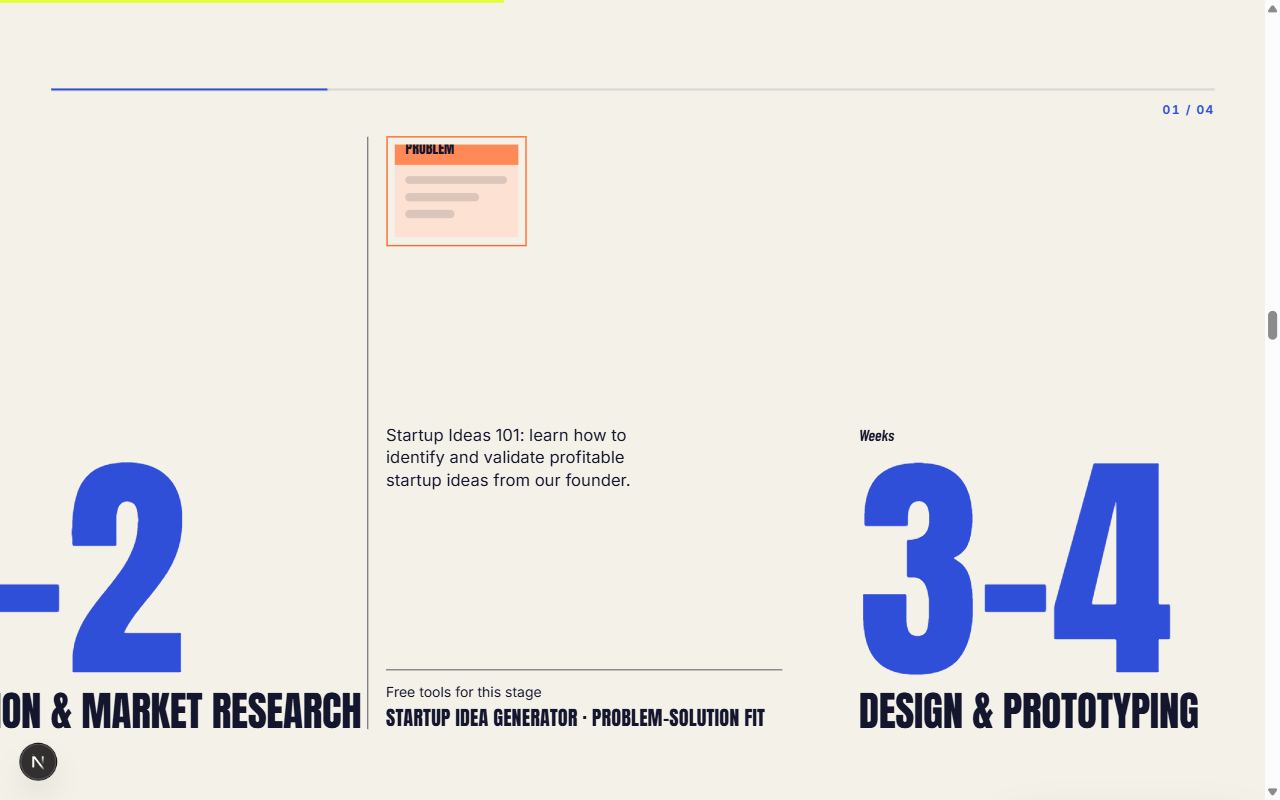 01 / 04
PROBLEM
Startup Ideas 101: learn how to
identify and validate profitable
startup ideas from our founder.
Weeks
-2
3-4
ION & MARKET RESEARCH
Free tools for this stage
STARTUP IDEA GENERATOR · PROBLEM-SOLUTION FIT
DESIGN & PROTOTYPING
N